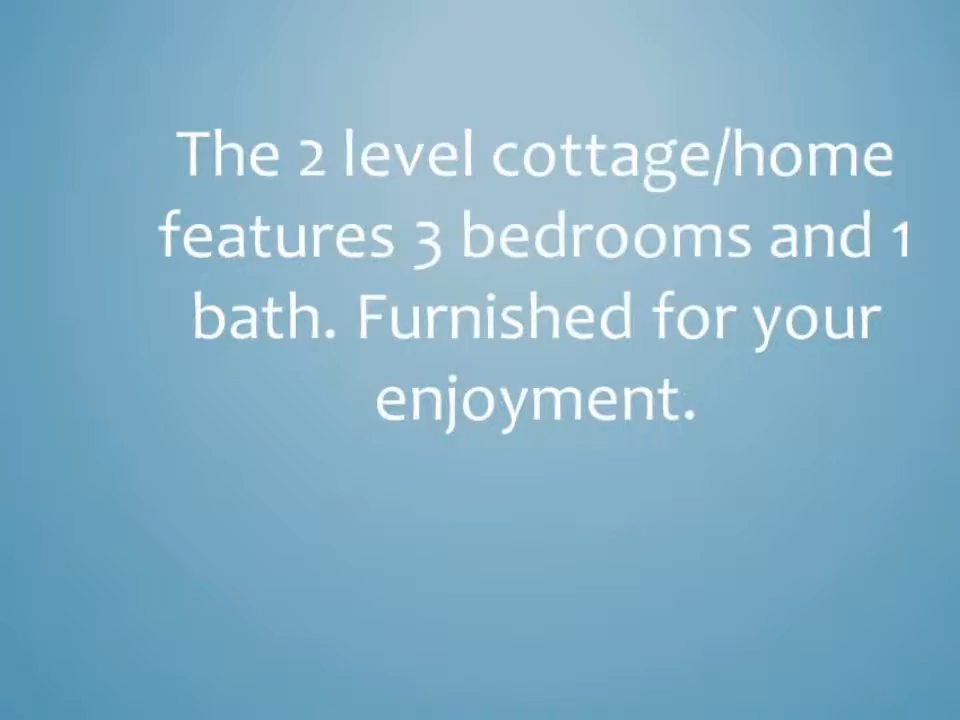 The 2 level cottage/home
features 3 bedrooms and 1
bath. Furnished for your
enjoyment.